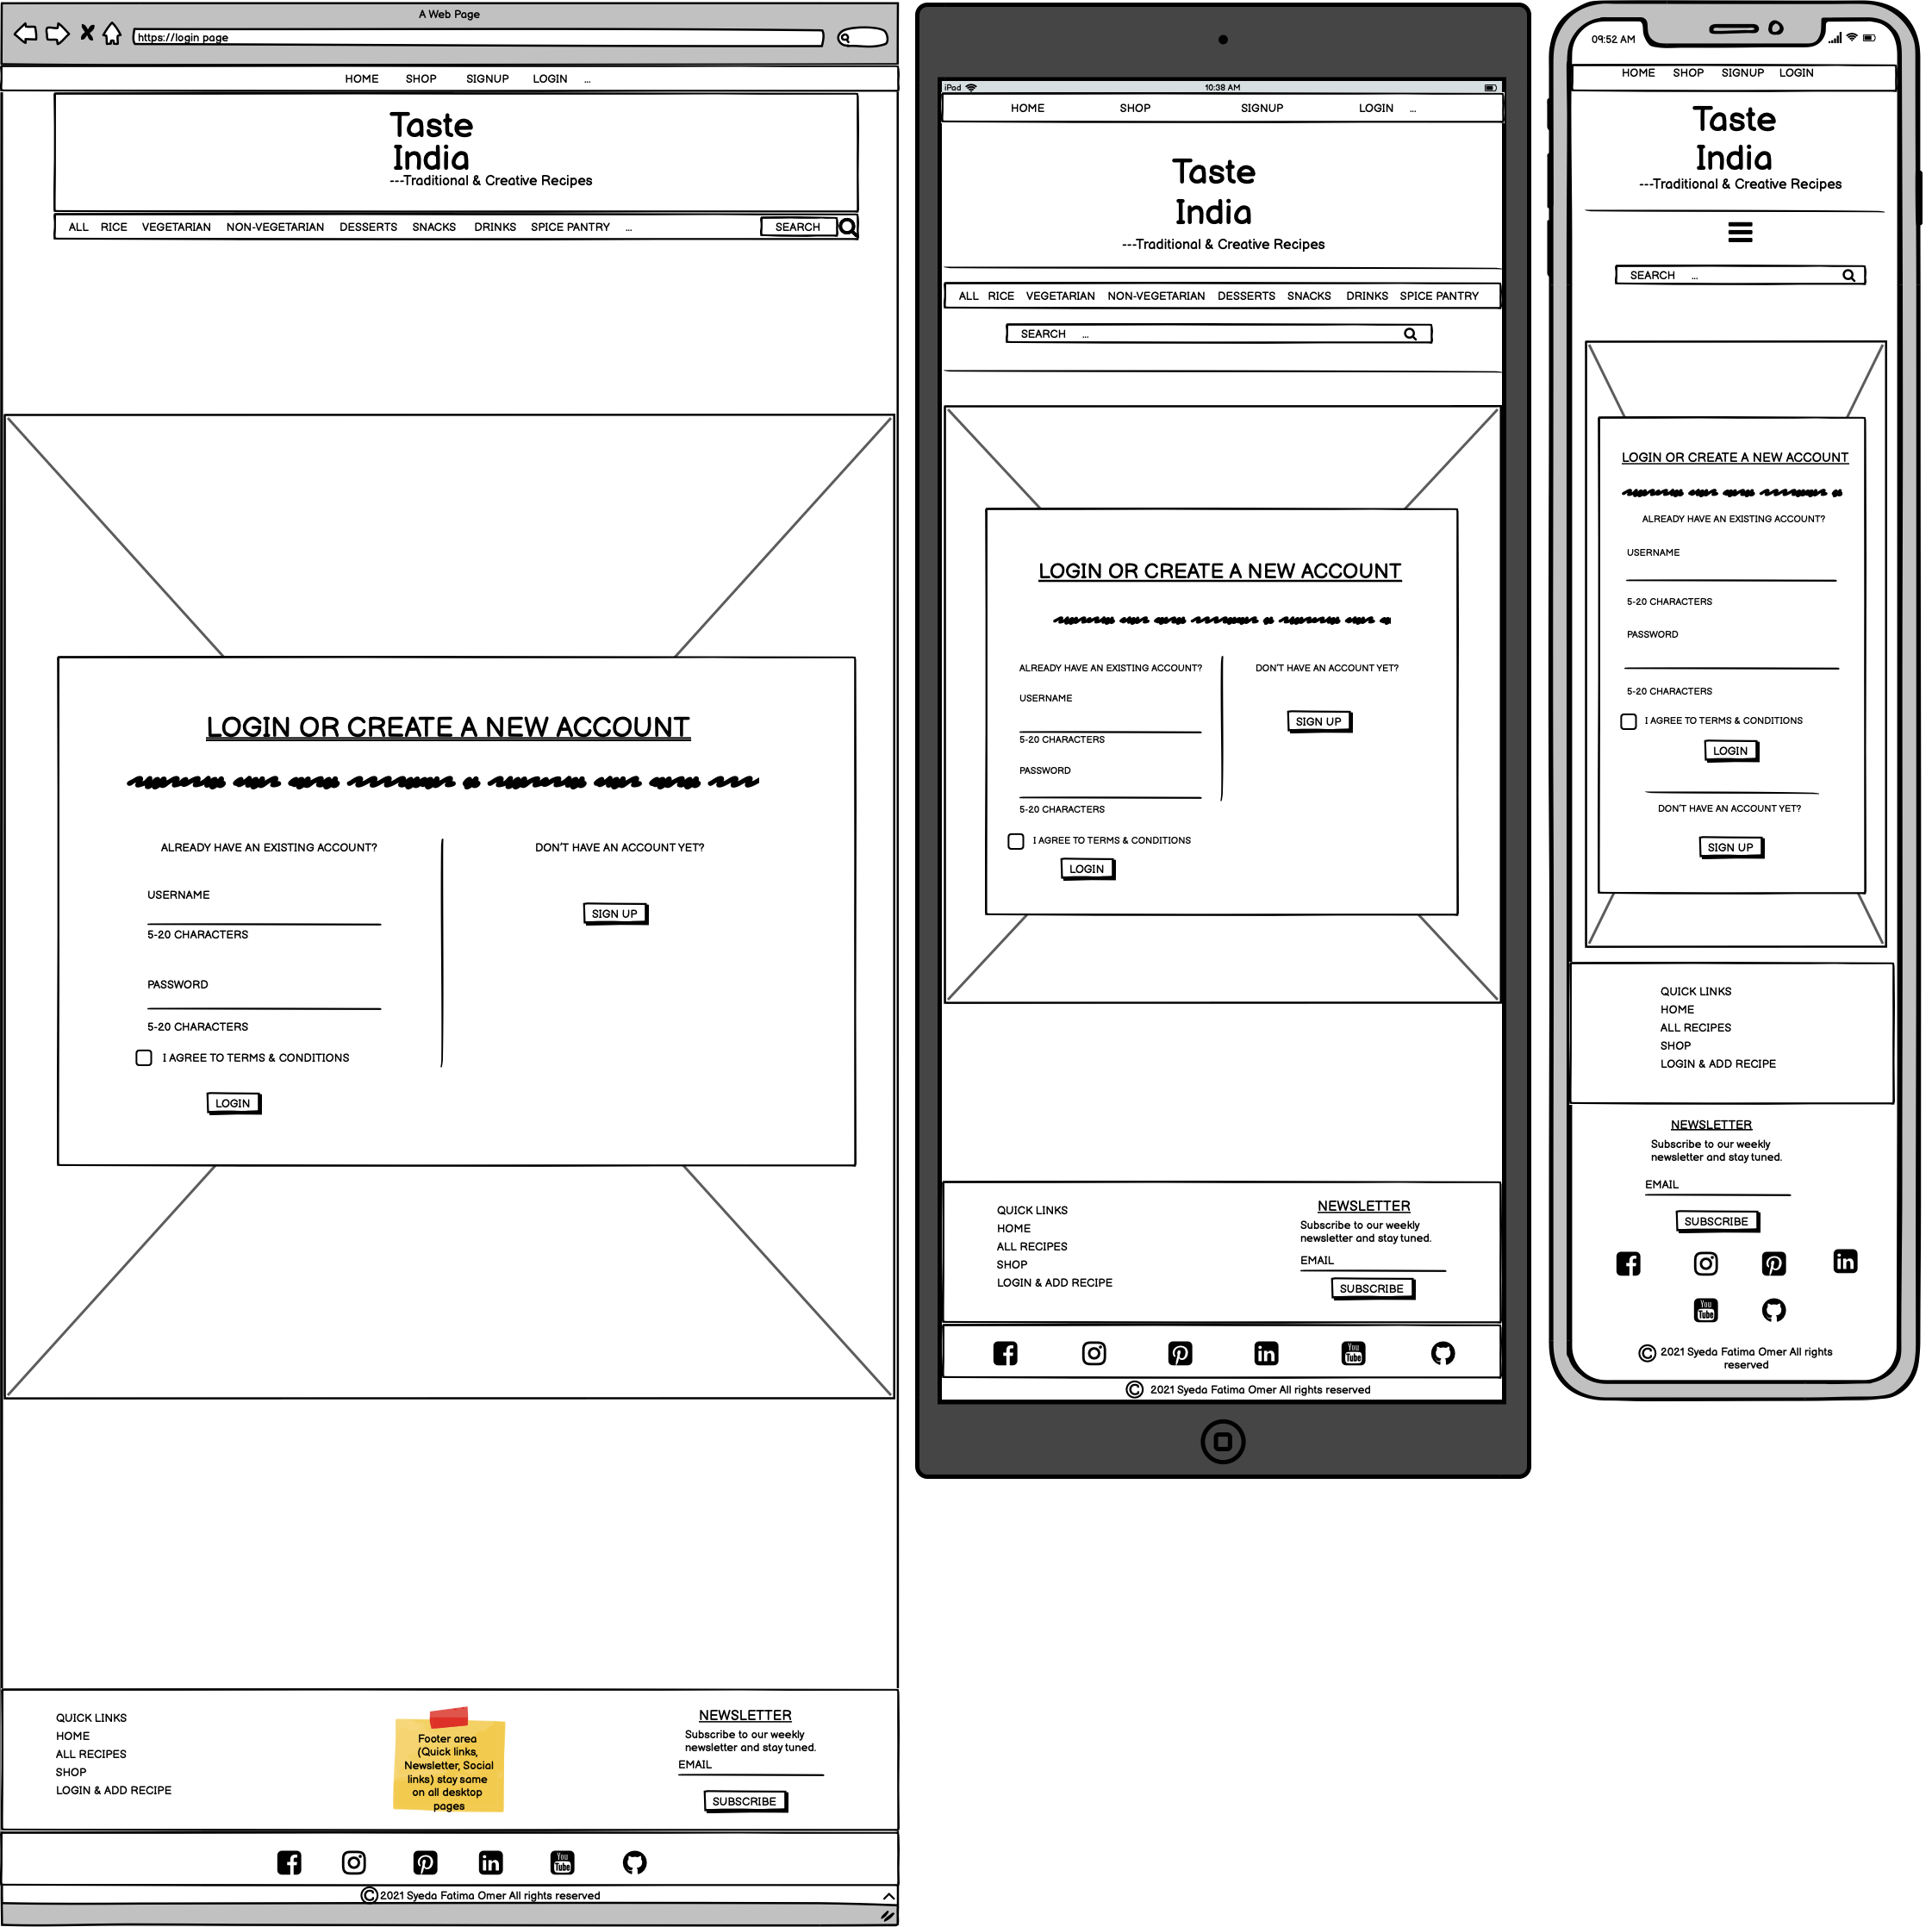 A Web Page
https://login page
HOME SHOP SIGNUP LOGIN ...
Taste
India
---Traditional & Creative Recipes
ALL RICE VEGETARIAN NON-VEGETARIAN DESSERTS SNACKS DRINKS SPICE PANTRY ... SEARCH
LOGIN OR CREATE A NEW ACCOUNT
ALREADY HAVE AN EXISTING ACCOUNT?
USERNAME
5-20 CHARACTERS
PASSWORD
5-20 CHARACTERS
I AGREE TO TERMS & CONDITIONS
LOGIN
DON'T HAVE AN ACCOUNT YET?
SIGN UP
QUICK LINKS
HOME
ALL RECIPES
SHOP
LOGIN & ADD RECIPE
Footer area
(Quick links,
Newsletter, Social
links) stay same
on all desktop
pages
NEWSLETTER
Subscribe to our weekly
newsletter and stay tuned.
EMAIL
SUBSCRIBE
You
Tube
© 2021 Syeda Fatima Omer All rights reserved
iPad 10:38 AM
HOME SHOP SIGNUP LOGIN ...
Taste
India
---Traditional & Creative Recipes
ALL RICE VEGETARIAN NON-VEGETARIAN DESSERTS SNACKS DRINKS SPICE PANTRY
SEARCH ...
LOGIN OR CREATE A NEW ACCOUNT
ALREADY HAVE AN EXISTING ACCOUNT?
USERNAME
5-20 CHARACTERS
PASSWORD
5-20 CHARACTERS
I AGREE TO TERMS & CONDITIONS
LOGIN
DON'T HAVE AN ACCOUNT YET?
SIGN UP
QUICK LINKS
HOME
ALL RECIPES
SHOP
LOGIN & ADD RECIPE
NEWSLETTER
Subscribe to our weekly
newsletter and stay tuned.
EMAIL
SUBSCRIBE
You
Tube
© 2021 Syeda Fatima Omer All rights reserved
09:52 AM
HOME SHOP SIGNUP LOGIN
Taste
India
---Traditional & Creative Recipes
SEARCH ...
LOGIN OR CREATE A NEW ACCOUNT
ALREADY HAVE AN EXISTING ACCOUNT?
USERNAME
5-20 CHARACTERS
PASSWORD
5-20 CHARACTERS
I AGREE TO TERMS & CONDITIONS
LOGIN
DON'T HAVE AN ACCOUNT YET?
SIGN UP
QUICK LINKS
HOME
ALL RECIPES
SHOP
LOGIN & ADD RECIPE
NEWSLETTER
Subscribe to our weekly
newsletter and stay tuned.
EMAIL
SUBSCRIBE
You
Tube
© 2021 Syeda Fatima Omer All rights
reserved